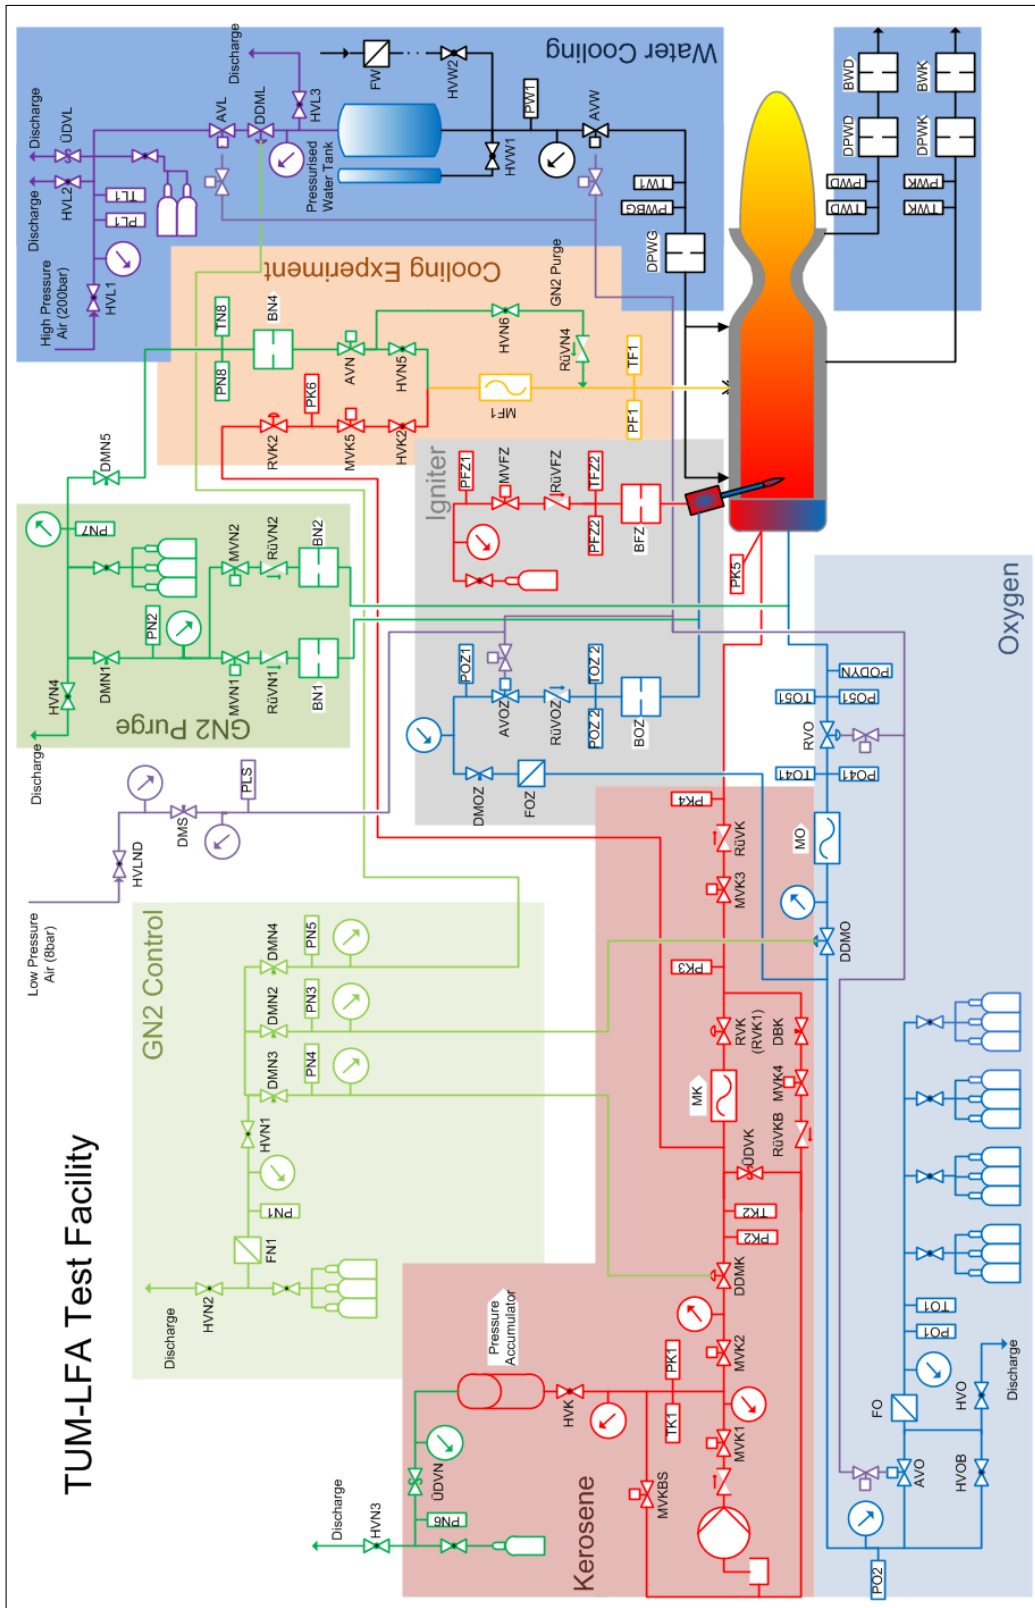 TUM-LFA Test Facility
Water Cooling
Discharge
ÜDVL
Discharge
HVL2
TL1
PL1
High Pressure
Air (200bar)
HVL1
AVL
DDML
Discharge
HVL3
Pressurised
Water Tank
FW
HVW2
HVW1
PW1
AVW
TW1
PWBG
DPWG
BWD
DPWD
PWD
TWD
BWK
DPWK
PWK
TWK
Cooling Experiment
TN8
PN8
BN4
AVN
HVN5
HVN6
GN2 Purge
RüVN4
RVK2
PK6
MVK5
HVK2
MF1
TF1
PF1
Igniter
PFZ1
MVFZ
RüVFZ
TFZ2
PFZ2
BFZ
POZ1
AVOZ
RüVOZ
TOZ 2
POZ 2
BOZ
DMOZ
FOZ
GN2 Purge
DMN5
PN7
HVN4
Discharge
DMN1
PN2
MVN2
RüVN2
BN2
MVN1
RüVN1
BN1
Low Pressure
Air (8bar)
HVLND
DMS
PLS
GN2 Control
DMN4
PN5
DMN2
PN3
DMN3
PN4
HVN1
PN1
FN1
HVN2
Discharge
Kerosene
Pressure
Accumulator
HVK
ÜDVN
PN6
HVN3
Discharge
MVKBS
TK1
PK1
MVK1
MVK2
DDMK
PK2
TK2
ÜDVK
MK
RVK
(RVK1)
DBK
MVK4
RüVKB
PK3
MVK3
RüVK
PK4
PK5
Oxygen
PODYN
TO51
PO51
RVO
TO41
PO41
MO
DDMO
TO1
PO1
FO
HVO
Discharge
AVO
HVOB
PO2